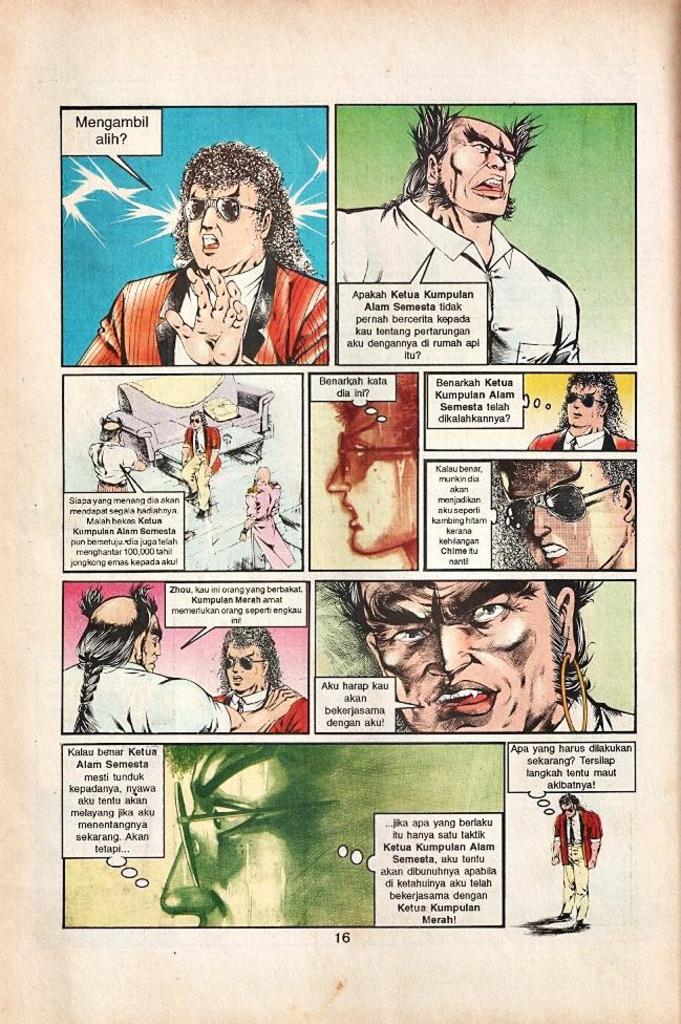 Mengambil
alih?
Apakah Ketua Kumpulan
Alam Semesta tidak
pernah bercerita kepada
kau tentang pertarungan
aku dengannya di rumah api
itu?
Siapa yang menang dia akan
mendapat segala hadiahnya.
Malah bekas Ketua
Kumpulan Alam Semesta
pun bersetuju.dia juga telah
menghantar 100,000 tahil
jongkong emas kepada aku!
Benarkah kata
dia ini?
Benarkah Ketua
Kumpulan Alam
Semesta telah
dikalahkannya?
Kalau benar,
munkin dia
akan
menjadikan
aku seperti
kambing hitam
kerana
kehilangan
Chime itu
nanti!
Zhou, kau ini orang yang berbakat.
Kumpulan Merah amat
memerlukan orang seperti engkau
ini!
Aku harap kau
akan
bekerjasama
dengan aku!
Kalau benar Ketua
Alam Semesta
mesti tunduk
kepadanya, nyawa
aku tentu akan
melayang jika aku
menentangnya
sekarang. Akan
tetapi...
...jika apa yang berlaku
itu hanya satu taktik
Ketua Kumpulan Alam
Semesta, aku tentu
akan dibunuhnya apabila
di ketahuinya aku telah
bekerjasama dengan
Ketua Kumpulan
Merah!
Apa yang harus dilakukan
sekarang? Tersilap
langkah tentu maut
akibatnya!
16